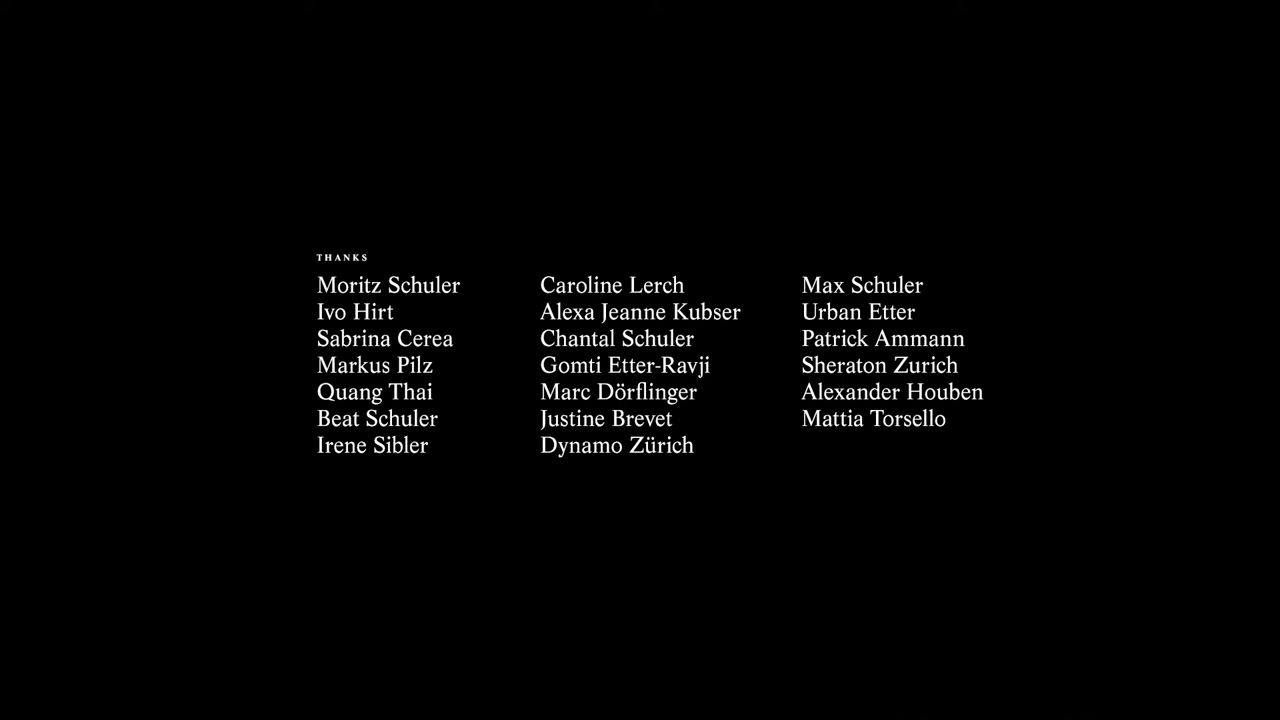 THANKS
Moritz Schuler
Ivo Hirt
Sabrina Cerea
Markus Pilz
Quang Thai
Beat Schuler
Irene Sibler
Caroline Lerch
Alexa Jeanne Kubser
Chantal Schuler
Gomti Etter-Ravji
Marc Dörflinger
Justine Brevet
Dynamo Zürich
Max Schuler
Urban Etter
Patrick Ammann
Sheraton Zurich
Alexander Houben
Mattia Torsello